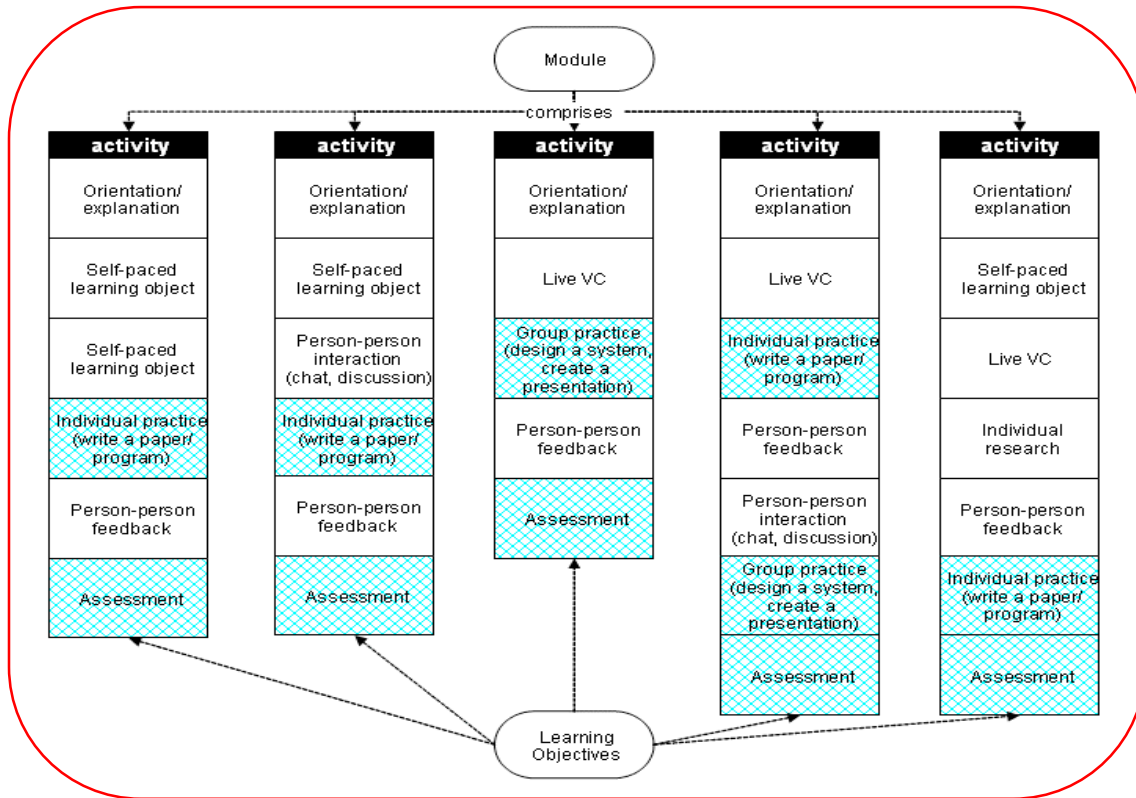 Module
comprises
activity
Orientation/
explanation
Self-paced
learning object
Self-paced
learning object
Individual practice
(write a paper/
program)
Person-person
feedback
Assessment
activity
Orientation/
explanation
Self-paced
learning object
Person-person
interaction
(chat, discussion)
Individual practice
(write a paper/
program)
Person-person
feedback
Assessment
activity
Orientation/
explanation
Live VC
Group practice
(design a system,
create a
presentation)
Person-person
feedback
Assessment
activity
Orientation/
explanation
Live VC
Individual practice
(write a paper/
program)
Person-person
feedback
Person-person
interaction
(chat, discussion)
Group practice
(design a system,
create a
presentation)
Assessment
activity
Orientation/
explanation
Self-paced
learning object
Live VC
Individual
research
Person-person
feedback
Individual practice
(write a paper/
program)
Assessment
Learning
Objectives